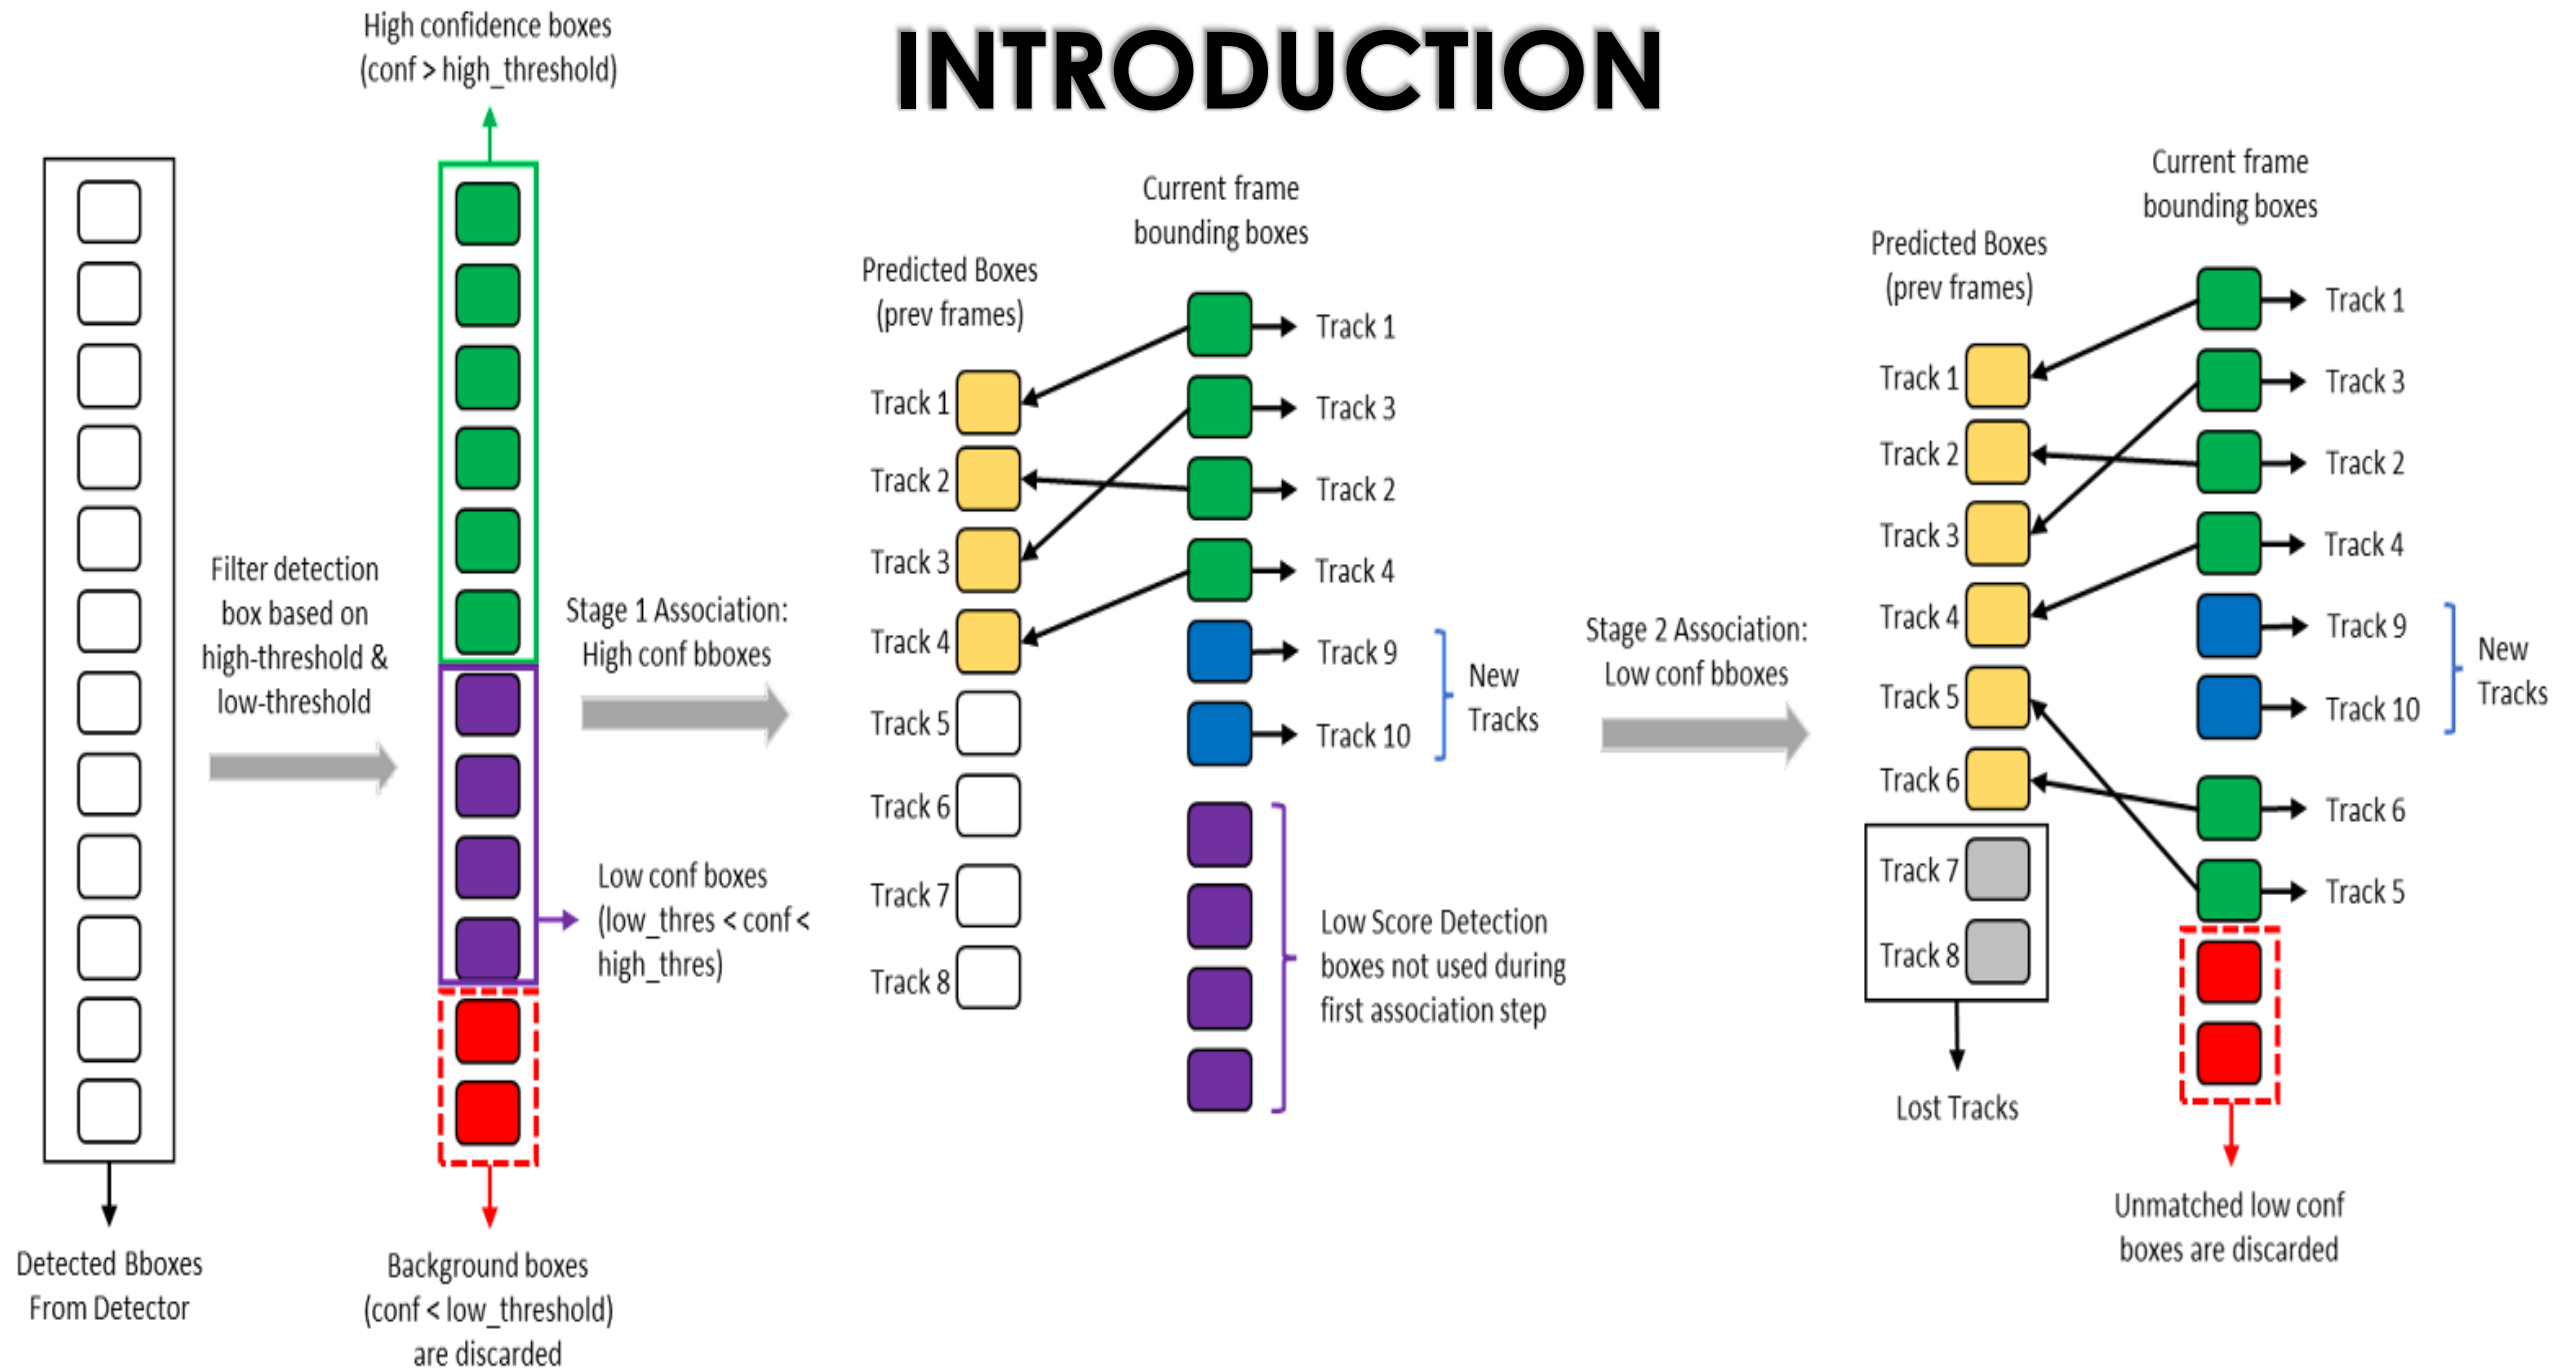 INTRODUCTION
High confidence boxes
(conf > high_threshold)
Filter detection
box based on
high-threshold &
low-threshold
Detected Bboxes
From Detector
Background boxes
(conf < low_threshold)
are discarded
Low conf boxes
(low_thres < conf <
high_thres)
Stage 1 Association:
High conf bboxes
Predicted Boxes
(prev frames)
Track 1
Track 2
Track 3
Track 4
Track 5
Track 6
Track 7
Track 8
Current frame
bounding boxes
Track 1
Track 3
Track 2
Track 4
Track 9
Track 10
New
Tracks
Low Score Detection
boxes not used during
first association step
Stage 2 Association:
Low conf bboxes
Predicted Boxes
(prev frames)
Track 1
Track 2
Track 3
Track 4
Track 5
Track 6
Track 7
Track 8
Lost Tracks
Current frame
bounding boxes
Track 1
Track 3
Track 2
Track 4
Track 9
Track 10
New
Tracks
Track 6
Track 5
Unmatched low conf
boxes are discarded